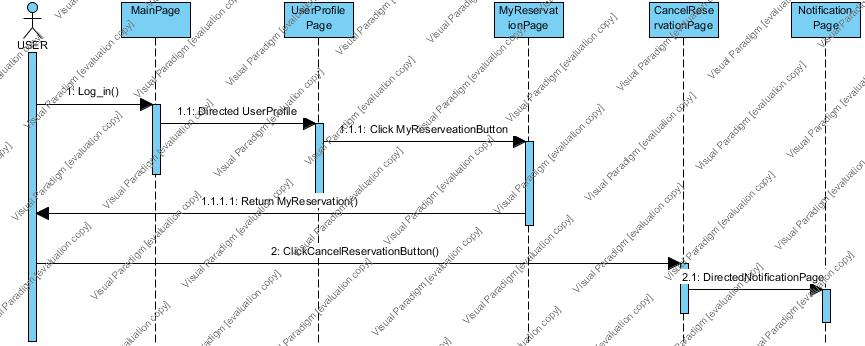 MainPage
UserProfile
Page
MyReservat
ionPage
CancelRese
rvationPage
Notification
Page
USER
1: Log_in()
1.1: Directed UserProfile
1.1.1: Click MyReserveationButton
1.1.1.1: Return MyReservation()
2: ClickCancelReservationButton()
2.1: DirectedNotificationPage
Visual Paradigm [evaluation copy]